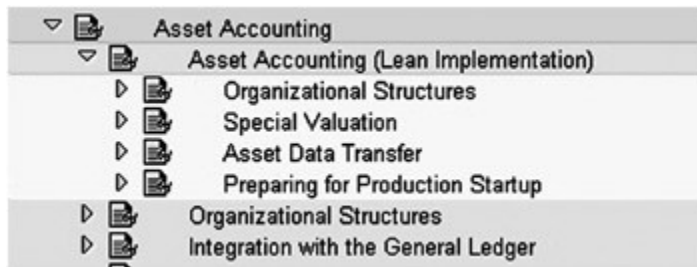 Asset Accounting
Asset Accounting (Lean Implementation)
Organizational Structures
Special Valuation
Asset Data Transfer
Preparing for Production Startup
Organizational Structures
Integration with the General Ledger